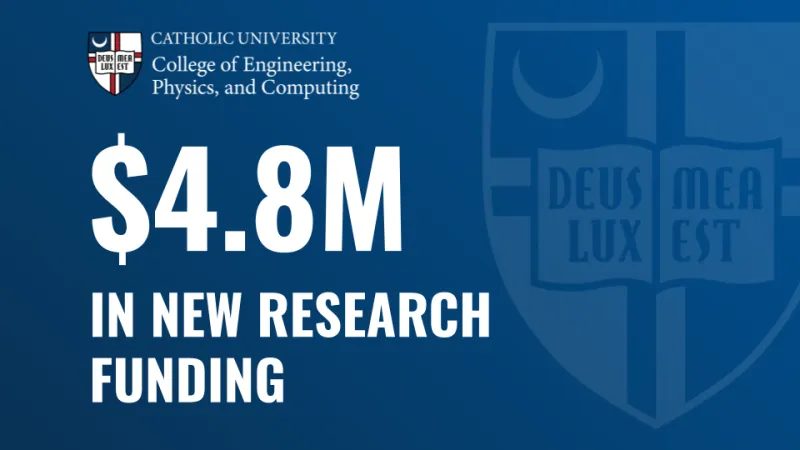 CATHOLIC UNIVERSITY
College of Engineering,
Physics, and Computing
DEUS MEA
LUX EST
$4.8M
IN NEW RESEARCH
FUNDING
DEUS MEA
LUX EST